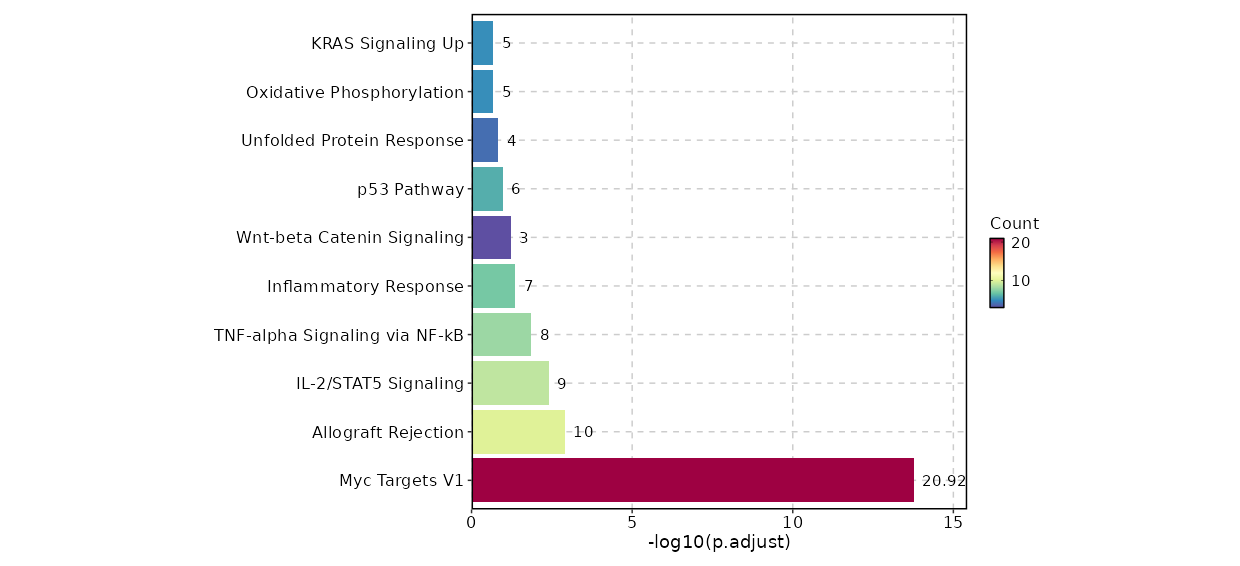 KRAS Signaling Up 5
Oxidative Phosphorylation 5
Unfolded Protein Response 4
p53 Pathway 6
Wnt-beta Catenin Signaling 3
Inflammatory Response 7
TNF-alpha Signaling via NF-kB 8
IL-2/STAT5 Signaling 9
Allograft Rejection 10
Myc Targets V1 20.92
0 5 10 15
-log10(p.adjust)
Count
20
10